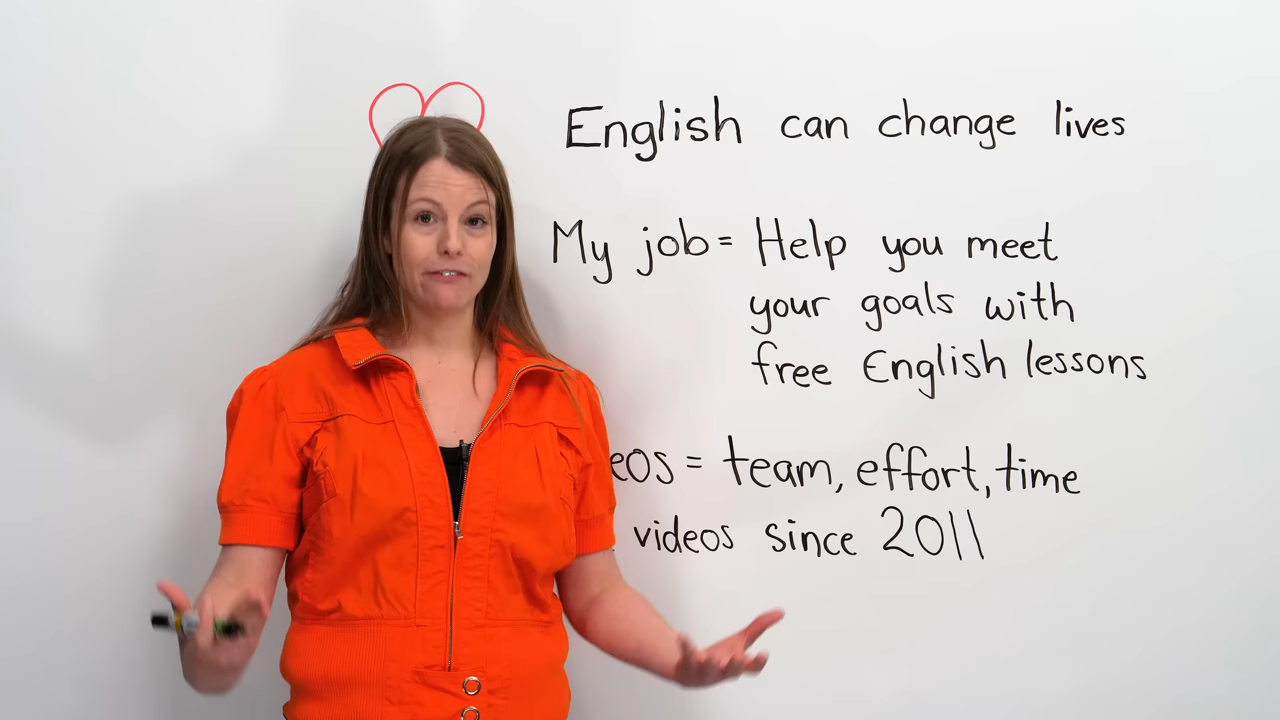 English can change lives
My job = Help you meet
your goals with
free English lessons
eos = team, effort, time
videos since 2011